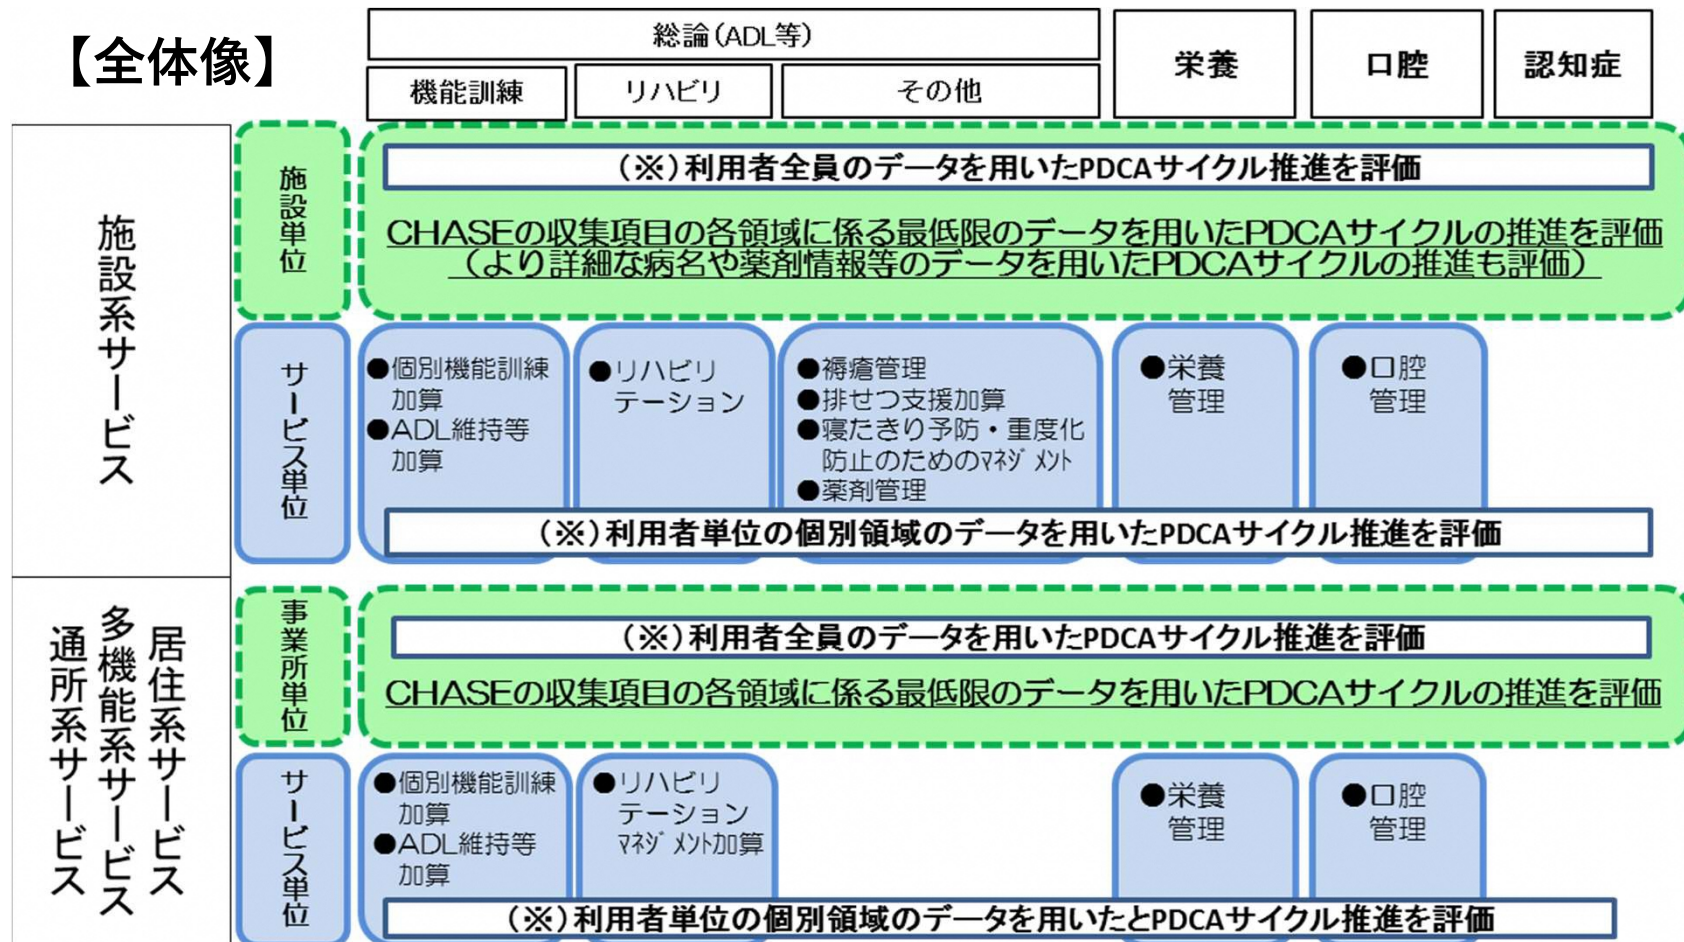 【全体像】
総論(ADL等)
機能訓練
リハビリ
その他
栄養
口腔
認知症
施設系サービス
施設単位
(※)利用者全員のデータを用いたPDCAサイクル推進を評価
CHASEの収集項目の各領域に係る最低限のデータを用いたPDCAサイクルの推進を評価
(より詳細な病名や薬剤情報等のデータを用いたPDCAサイクルの推進も評価)
サービス単位
●個別機能訓練
加算
●ADL維持等
加算
●リハビリ
テーション
●褥瘡管理
●排せつ支援加算
●寝たきり予防・重度化
防止のためのマネジメント
●薬剤管理
●栄養
管理
●口腔
管理
(※)利用者単位の個別領域のデータを用いたPDCAサイクル推進を評価
居住系サービス
多機能系サービス
通所系サービス
事業所単位
(※)利用者全員のデータを用いたPDCAサイクル推進を評価
CHASEの収集項目の各領域に係る最低限のデータを用いたPDCAサイクルの推進を評価
サービス単位
●個別機能訓練
加算
●ADL維持等
加算
●リハビリ
テーション
マネジメント加算
●栄養
管理
●口腔
管理
(※)利用者単位の個別領域のデータを用いたとPDCAサイクル推進を評価